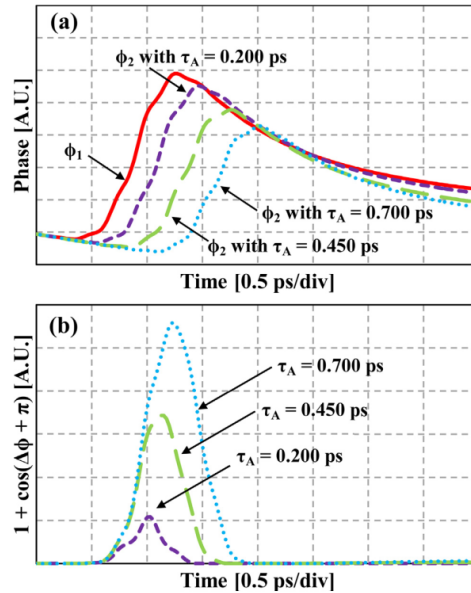 (a)
ϕ2 with τA = 0.200 ps
ϕ1
ϕ2 with τA = 0.700 ps
ϕ2 with τA = 0.450 ps
Phase [A.U.]
Time [0.5 ps/div]
(b)
τA = 0.700 ps
τA = 0.450 ps
τA = 0.200 ps
1 + cos(Δϕ + π) [A.U.]
Time [0.5 ps/div]